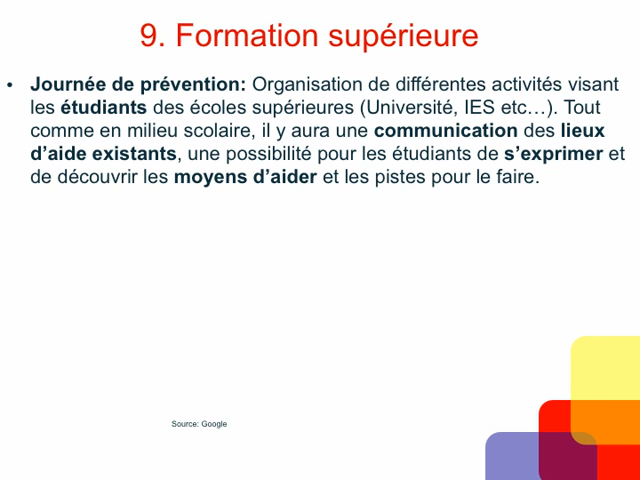 9. Formation supérieure
• Journée de prévention: Organisation de différentes activités visant
les étudiants des écoles supérieures (Université, IES etc…). Tout
comme en milieu scolaire, il y aura une communication des lieux
d’aide existants, une possibilité pour les étudiants de s’exprimer et
de découvrir les moyens d’aider et les pistes pour le faire.
Source: Google